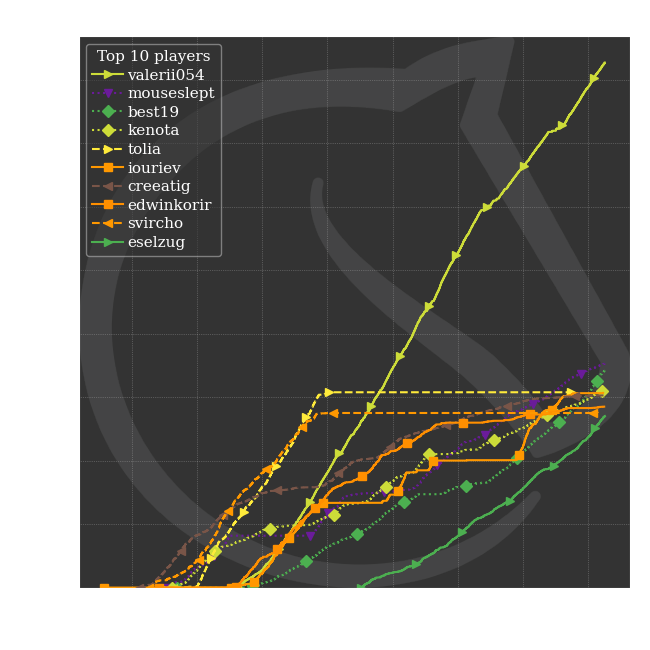 Top 10 players
valerii054
mouseslept
best19
kenota
tolia
iouriev
creeatig
edwinkorir
svircho
eselzug